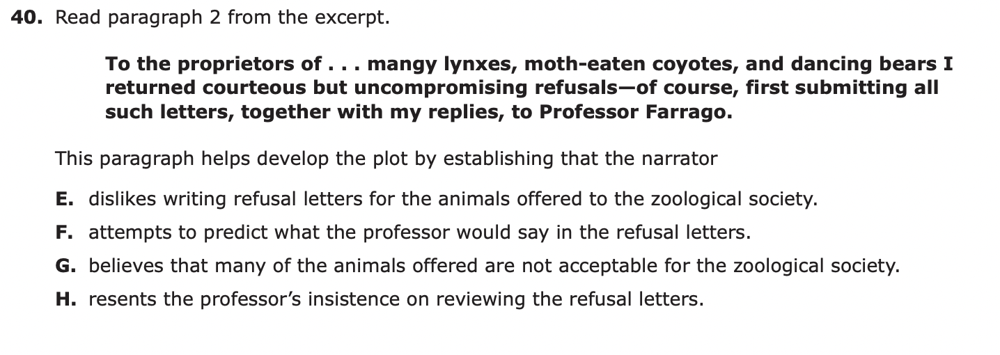 40. Read paragraph 2 from the excerpt.
To the proprietors of . . . mangy lynxes, moth-eaten coyotes, and dancing bears I
returned courteous but uncompromising refusals—of course, first submitting all
such letters, together with my replies, to Professor Farrago.
This paragraph helps develop the plot by establishing that the narrator
E. dislikes writing refusal letters for the animals offered to the zoological society.
F. attempts to predict what the professor would say in the refusal letters.
G. believes that many of the animals offered are not acceptable for the zoological society.
H. resents the professor’s insistence on reviewing the refusal letters.